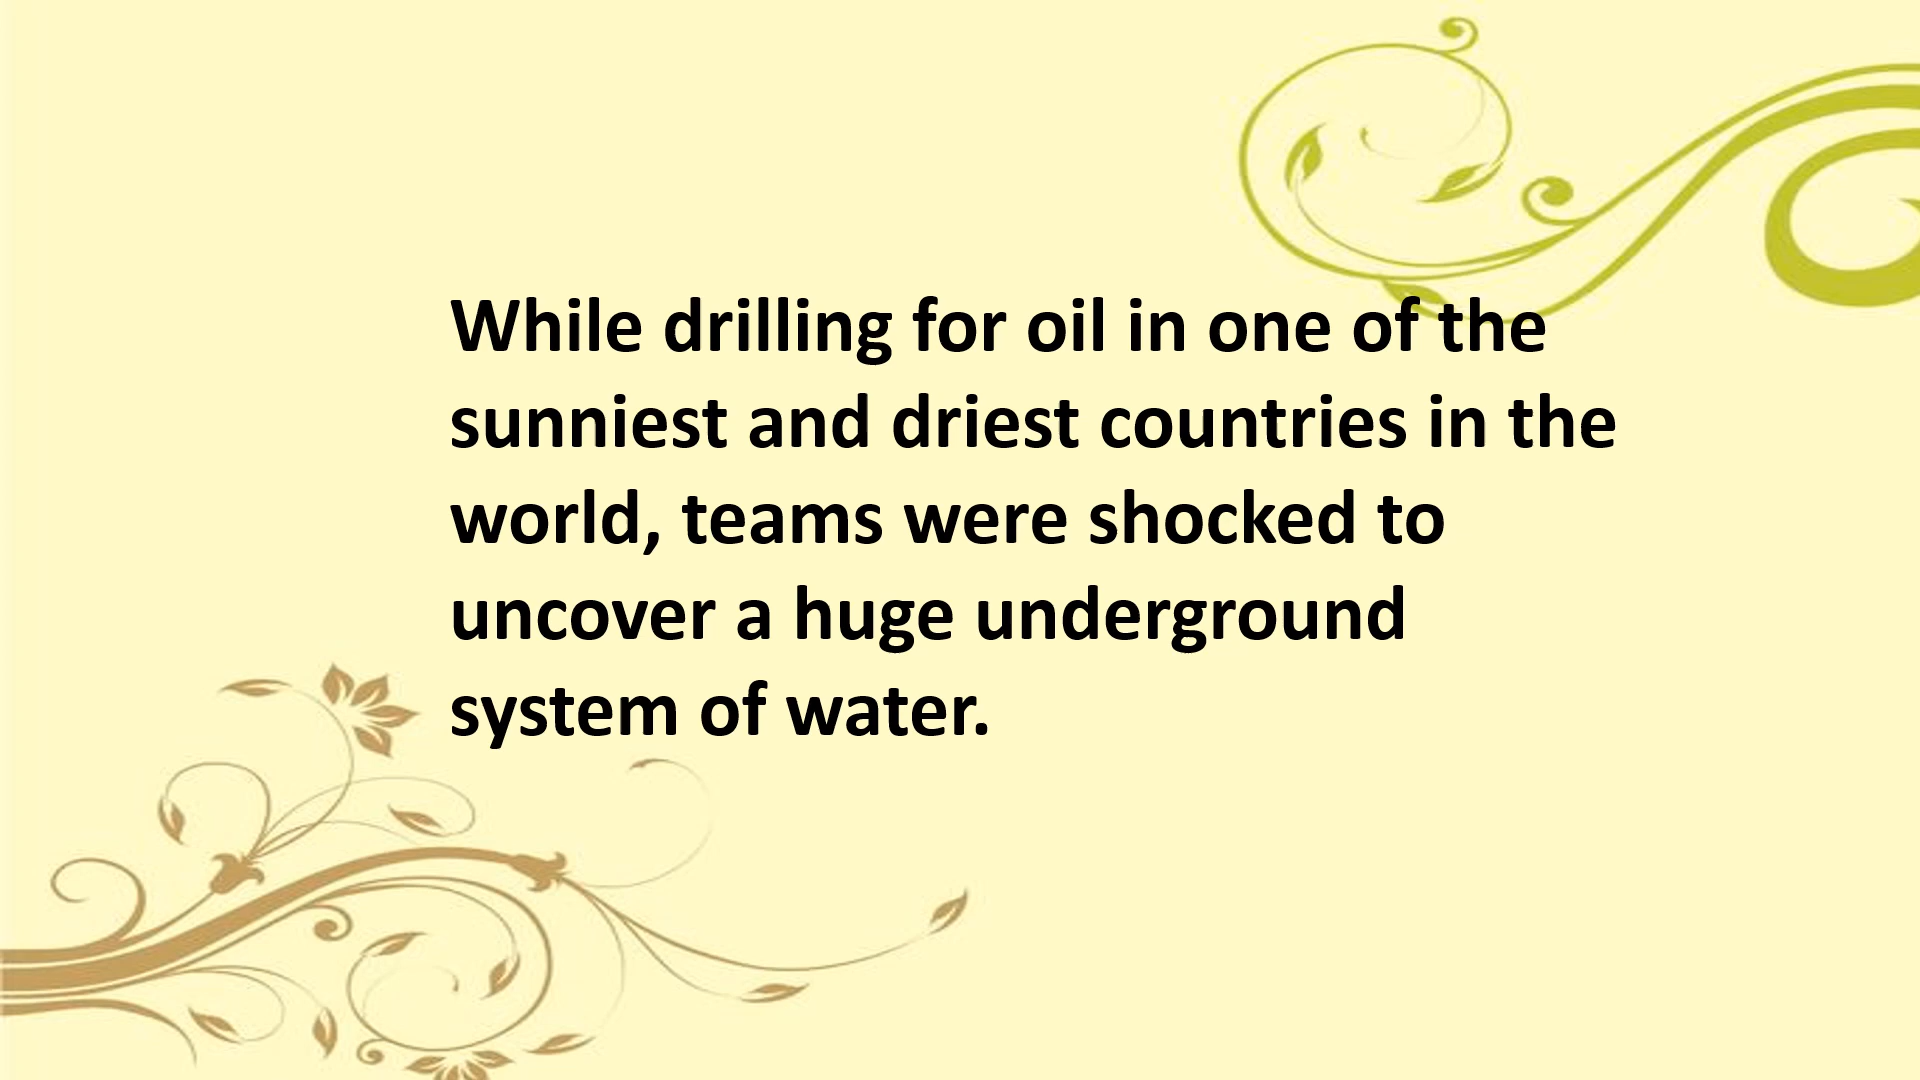 While drilling for oil in one of the
sunniest and driest countries in the
world, teams were shocked to
uncover a huge underground
system of water.